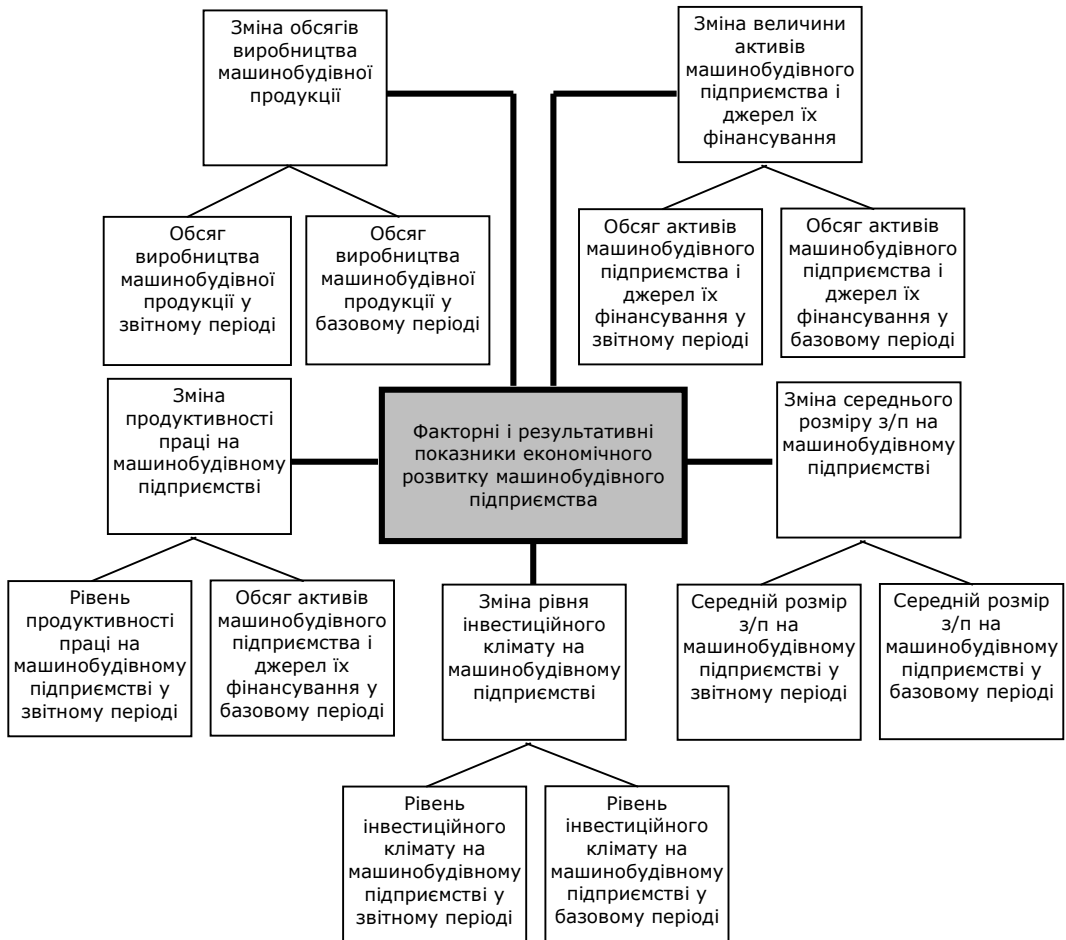 Зміна обсягів
виробництва
машинобудівної
продукції
Зміна величини
активів
машинобудівного
підприємства і
джерел їх
фінансування
Обсяг
виробництва
машинобудівної
продукції у
звітному періоді
Обсяг
виробництва
машинобудівної
продукції у
базовому періоді
Обсяг активів
машинобудівного
підприємства і
джерел їх
фінансування у
звітному періоді
Обсяг активів
машинобудівного
підприємства і
джерел їх
фінансування у
базовому періоді
Зміна
продуктивності
праці на
машинобудівному
підприємстві
Факторні і результативні
показники економічного
розвитку машинобудівного
підприємства
Зміна середнього
розміру з/п на
машинобудівному
підприємстві
Рівень
продуктивності
праці на
машинобудівному
підприємстві у
звітному періоді
Обсяг активів
машинобудівного
підприємства і
джерел їх
фінансування у
базовому періоді
Зміна рівня
інвестиційного
клімату на
машинобудівному
підприємстві
Середній розмір
з/п на
машинобудівному
підприємстві у
звітному періоді
Середній розмір
з/п на
машинобудівному
підприємстві у
базовому періоді
Рівень
інвестиційного
клімату на
машинобудівному
підприємстві у
звітному періоді
Рівень
інвестиційного
клімату на
машинобудівному
підприємстві у
базовому періоді